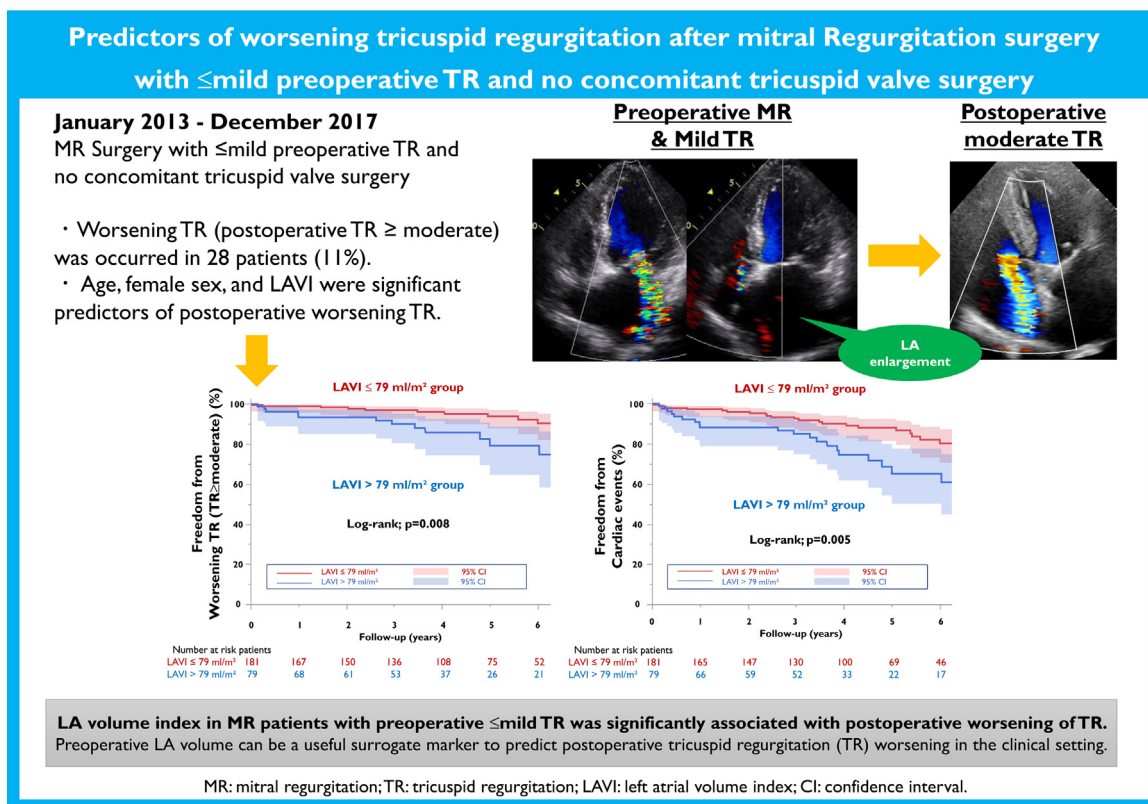 Predictors of worsening tricuspid regurgitation after mitral Regurgitation surgery
with ≤mild preoperative TR and no concomitant tricuspid valve surgery
January 2013 - December 2017
MR Surgery with ≤mild preoperative TR and
no concomitant tricuspid valve surgery
・Worsening TR (postoperative TR ≥ moderate)
was occurred in 28 patients (11%).
・Age, female sex, and LAVI were significant
predictors of postoperative worsening TR.
Preoperative MR
& Mild TR
Postoperative
moderate TR
5
0
5
0
LA
enlargement
LAVI ≤ 79 ml/m² group
Freedom from
Worsening TR (TR≥moderate) (%)
100
80
60
40
20
0
LAVI > 79 ml/m² group
Log-rank; p=0.008
LAVI ≤ 79 ml/m² 95% CI
LAVI > 79 ml/m² 95% CI
0 1 2 3 4 5 6
Follow-up (years)
Number at risk patients
LAVI ≤ 79 ml/m² 181 167 150 136 108 75 52
LAVI > 79 ml/m² 79 68 61 53 37 26 21
LAVI ≤ 79 ml/m² group
Freedom from
Cardiac events (%)
100
80
60
40
20
0
LAVI > 79 ml/m² group
Log-rank; p=0.005
LAVI ≤ 79 ml/m² 95% CI
LAVI > 79 ml/m² 95% CI
0 1 2 3 4 5 6
Follow-up (years)
Number at risk patients
LAVI ≤ 79 ml/m² 181 165 147 130 100 69 46
LAVI > 79 ml/m² 79 66 59 52 33 22 17
LA volume index in MR patients with preoperative ≤mild TR was significantly associated with postoperative worsening of TR.
Preoperative LA volume can be a useful surrogate marker to predict postoperative tricuspid regurgitation (TR) worsening in the clinical setting.
MR: mitral regurgitation; TR: tricuspid regurgitation; LAVI: left atrial volume index; CI: confidence interval.